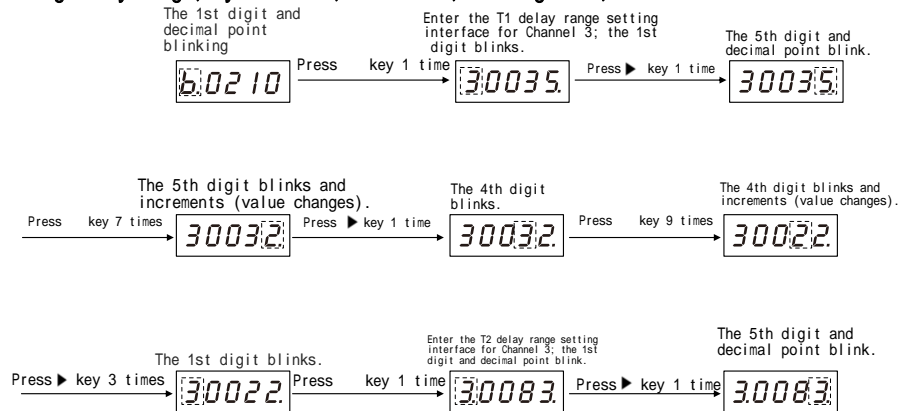 The 1st digit and
decimal point
blinking
Enter the T1 delay range setting
interface for Channel 3; the 1st
digit blinks.
The 5th digit and
decimal point blink.
b.0210
Press key 1 time
30035.
Press ▶ key 1 time
30035.
The 5th digit blinks and
increments (value changes).
The 4th digit
blinks.
The 4th digit blinks and
increments (value changes).
Press key 7 times
30032.
Press ▶ key 1 time
30032.
Press key 9 times
30022.
The 1st digit blinks.
Enter the T2 delay range setting
interface for Channel 3; the 1st
digit and decimal point blink.
The 5th digit and
decimal point blink.
Press ▶ key 3 times
30022.
Press key 1 time
3.0083.
Press ▶ key 1 time
3.0083.